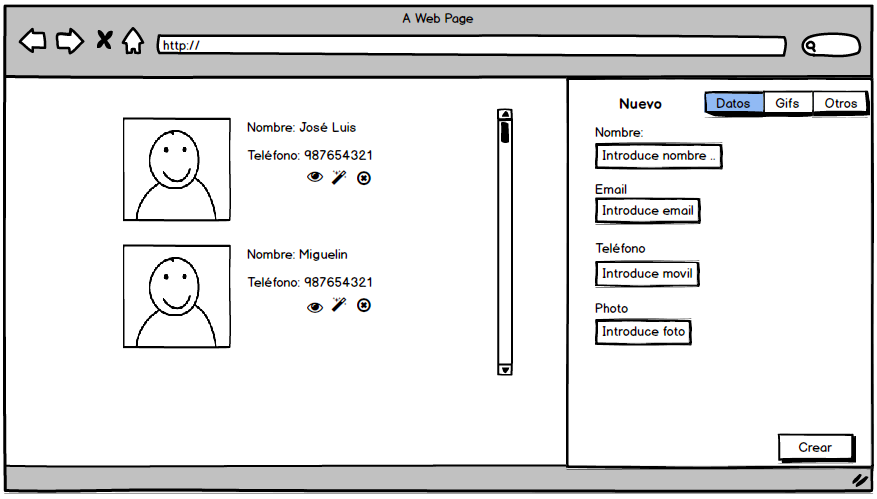 A Web Page
http://
Nombre: José Luis
Teléfono: 987654321
Nombre: Miguelin
Teléfono: 987654321
Nuevo
Datos Gifs Otros
Nombre:
Introduce nombre ..
Email
Introduce email
Teléfono
Introduce movil
Photo
Introduce foto
Crear